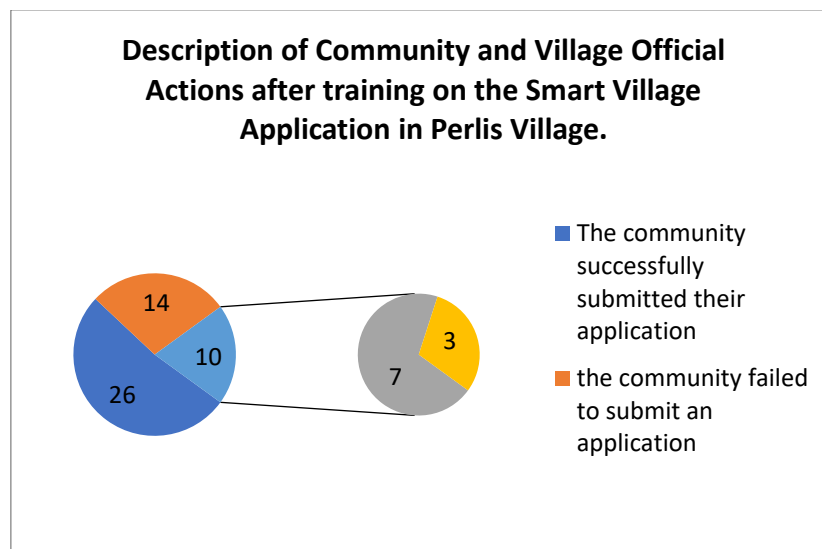 Description of Community and Village Official
Actions after training on the Smart Village
Application in Perlis Village.
14
10
26
3
7
The community
successfully
submitted their
application
the community failed
to submit an
application